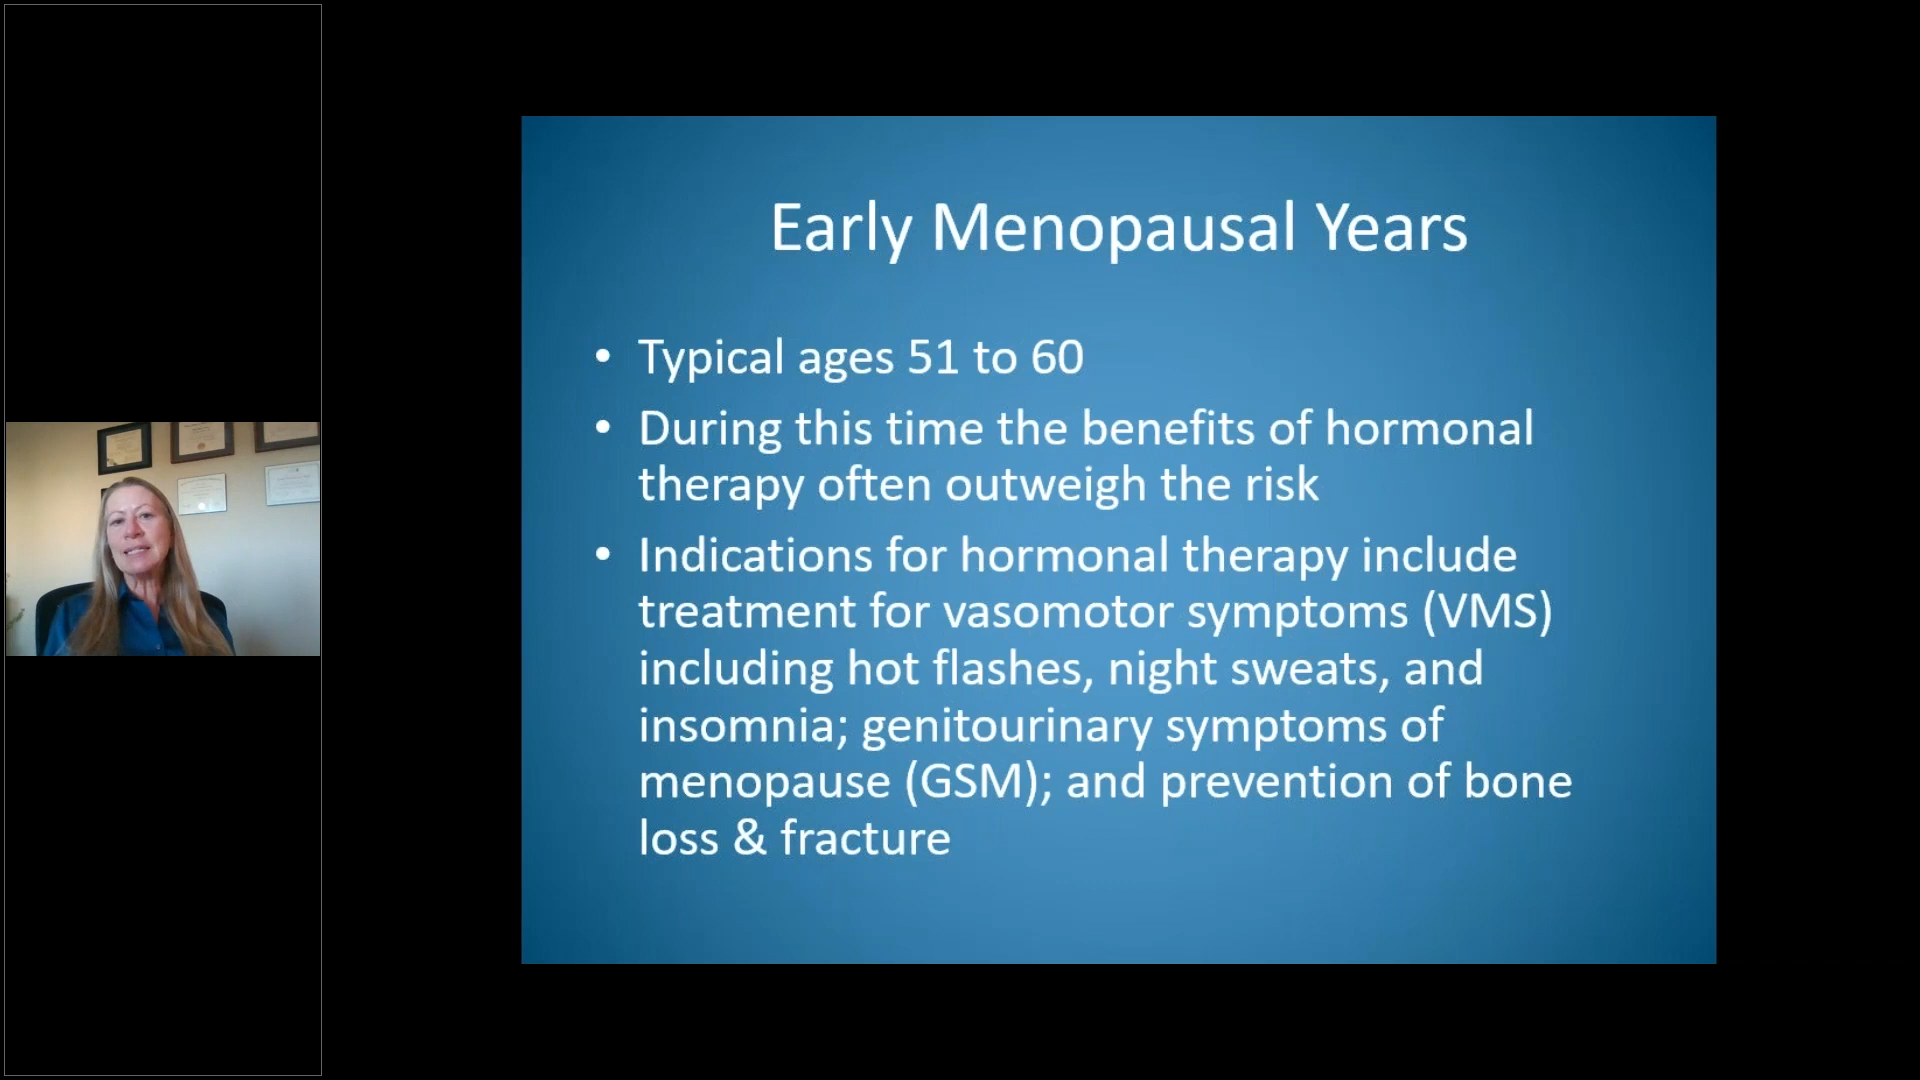 Early Menopausal Years
• Typical ages 51 to 60
• During this time the benefits of hormonal
therapy often outweigh the risk
• Indications for hormonal therapy include
treatment for vasomotor symptoms (VMS)
including hot flashes, night sweats, and
insomnia; genitourinary symptoms of
menopause (GSM); and prevention of bone
loss & fracture